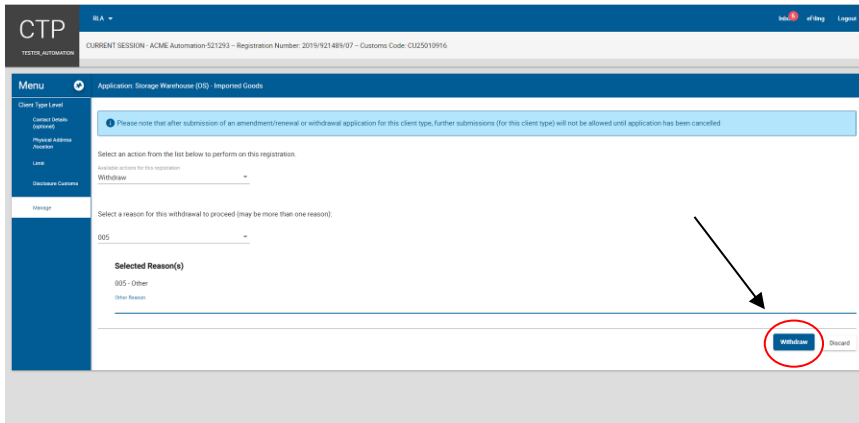 CTP
TESTER_AUTOMATION
RLA
Inbox 6 eFiling Logout
CURRENT SESSION - ACME Automation-521293 – Registration Number: 2019/921489/07 – Customs Code: CU25010916
Menu
Application: Storage Warehouse (OS) - Imported Goods
Client Type Level
Contact Details
(optional)
Physical Address
/location
Limit
Disclosure Customs
Manage
Please note that after submission of an amendment/renewal or withdrawal application for this client type, further submissions (for this client type) will not be allowed until application has been cancelled
Select an action from the list below to perform on this registration.
Available actions for this registration
Withdraw
Select a reason for this withdrawal to proceed (may be more than one reason):
005
Selected Reason(s)
005 - Other
Other Reason
Withdraw
Discard